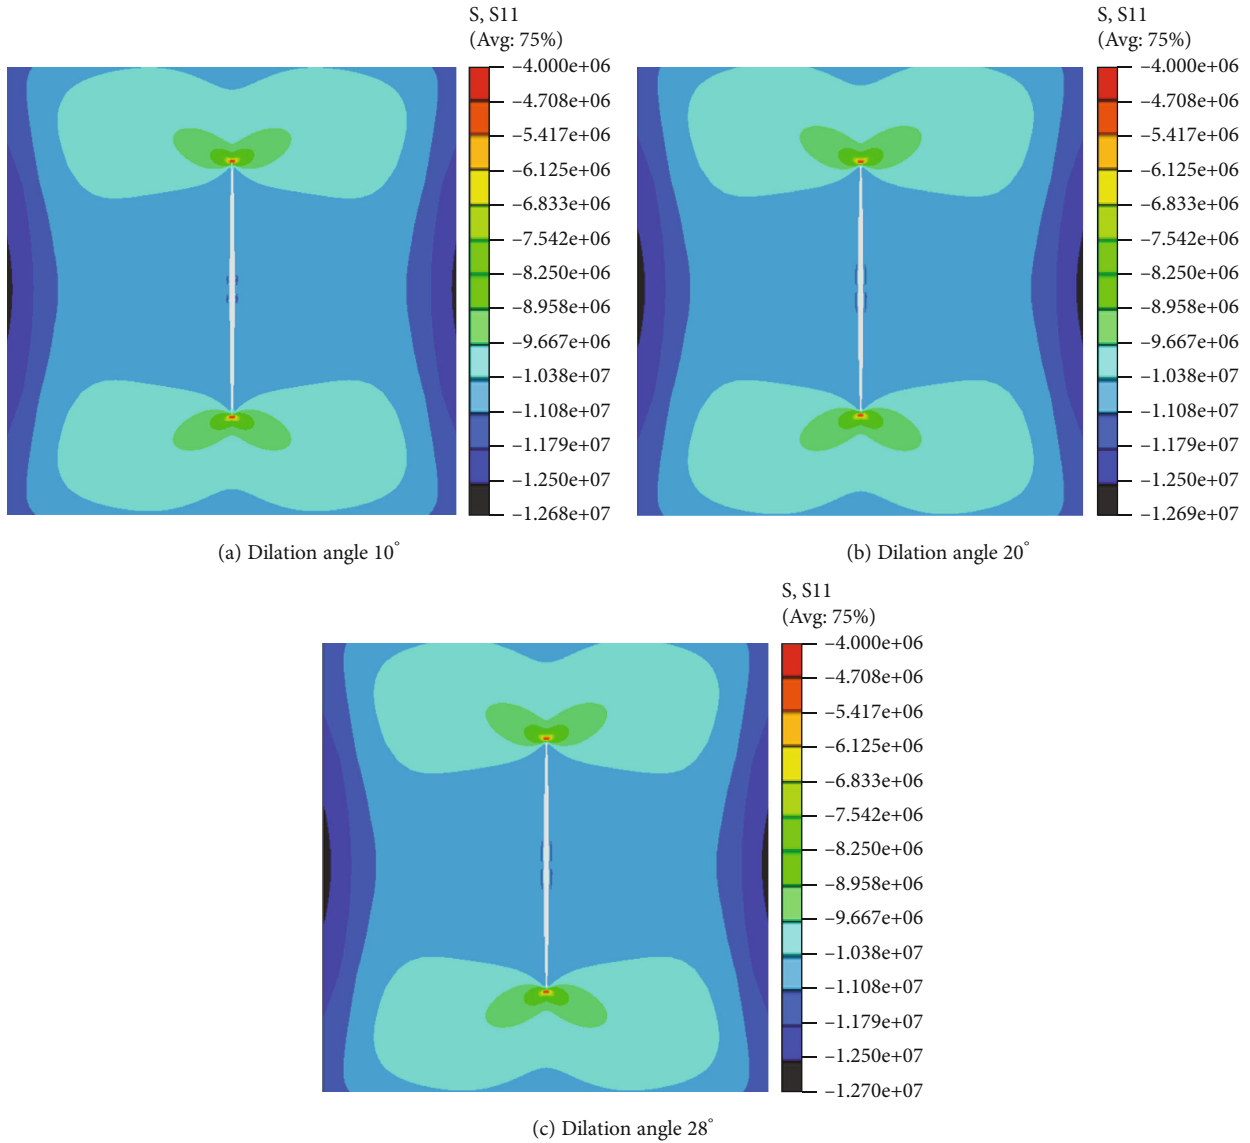 S, S11
(Avg: 75%)
−4.000e+06
−4.708e+06
−5.417e+06
−6.125e+06
−6.833e+06
−7.542e+06
−8.250e+06
−8.958e+06
−9.667e+06
−1.038e+07
−1.108e+07
−1.179e+07
−1.250e+07
−1.268e+07
(a) Dilation angle 10°
S, S11
(Avg: 75%)
−4.000e+06
−4.708e+06
−5.417e+06
−6.125e+06
−6.833e+06
−7.542e+06
−8.250e+06
−8.958e+06
−9.667e+06
−1.038e+07
−1.108e+07
−1.179e+07
−1.250e+07
−1.269e+07
(b) Dilation angle 20°
S, S11
(Avg: 75%)
−4.000e+06
−4.708e+06
−5.417e+06
−6.125e+06
−6.833e+06
−7.542e+06
−8.250e+06
−8.958e+06
−9.667e+06
−1.038e+07
−1.108e+07
−1.179e+07
−1.250e+07
−1.270e+07
(c) Dilation angle 28°